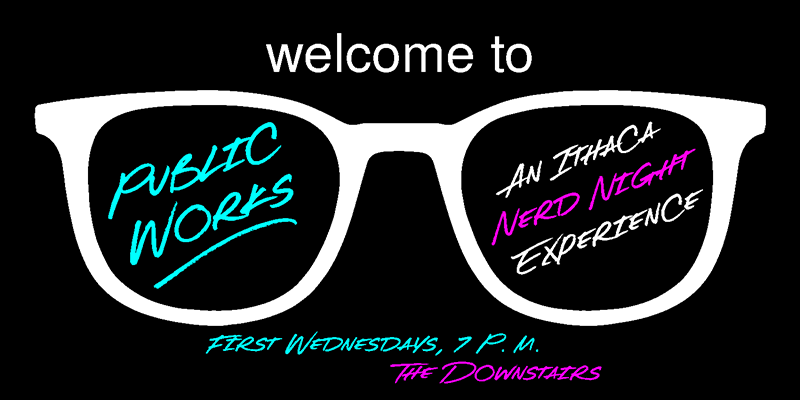 welcome to
PUBLIC
WORKS
AN ITHACA
NERD NIGHT
EXPERIENCE
FIRST WEDNESDAYS, 7 P. M.
THE DOWNSTAIRS